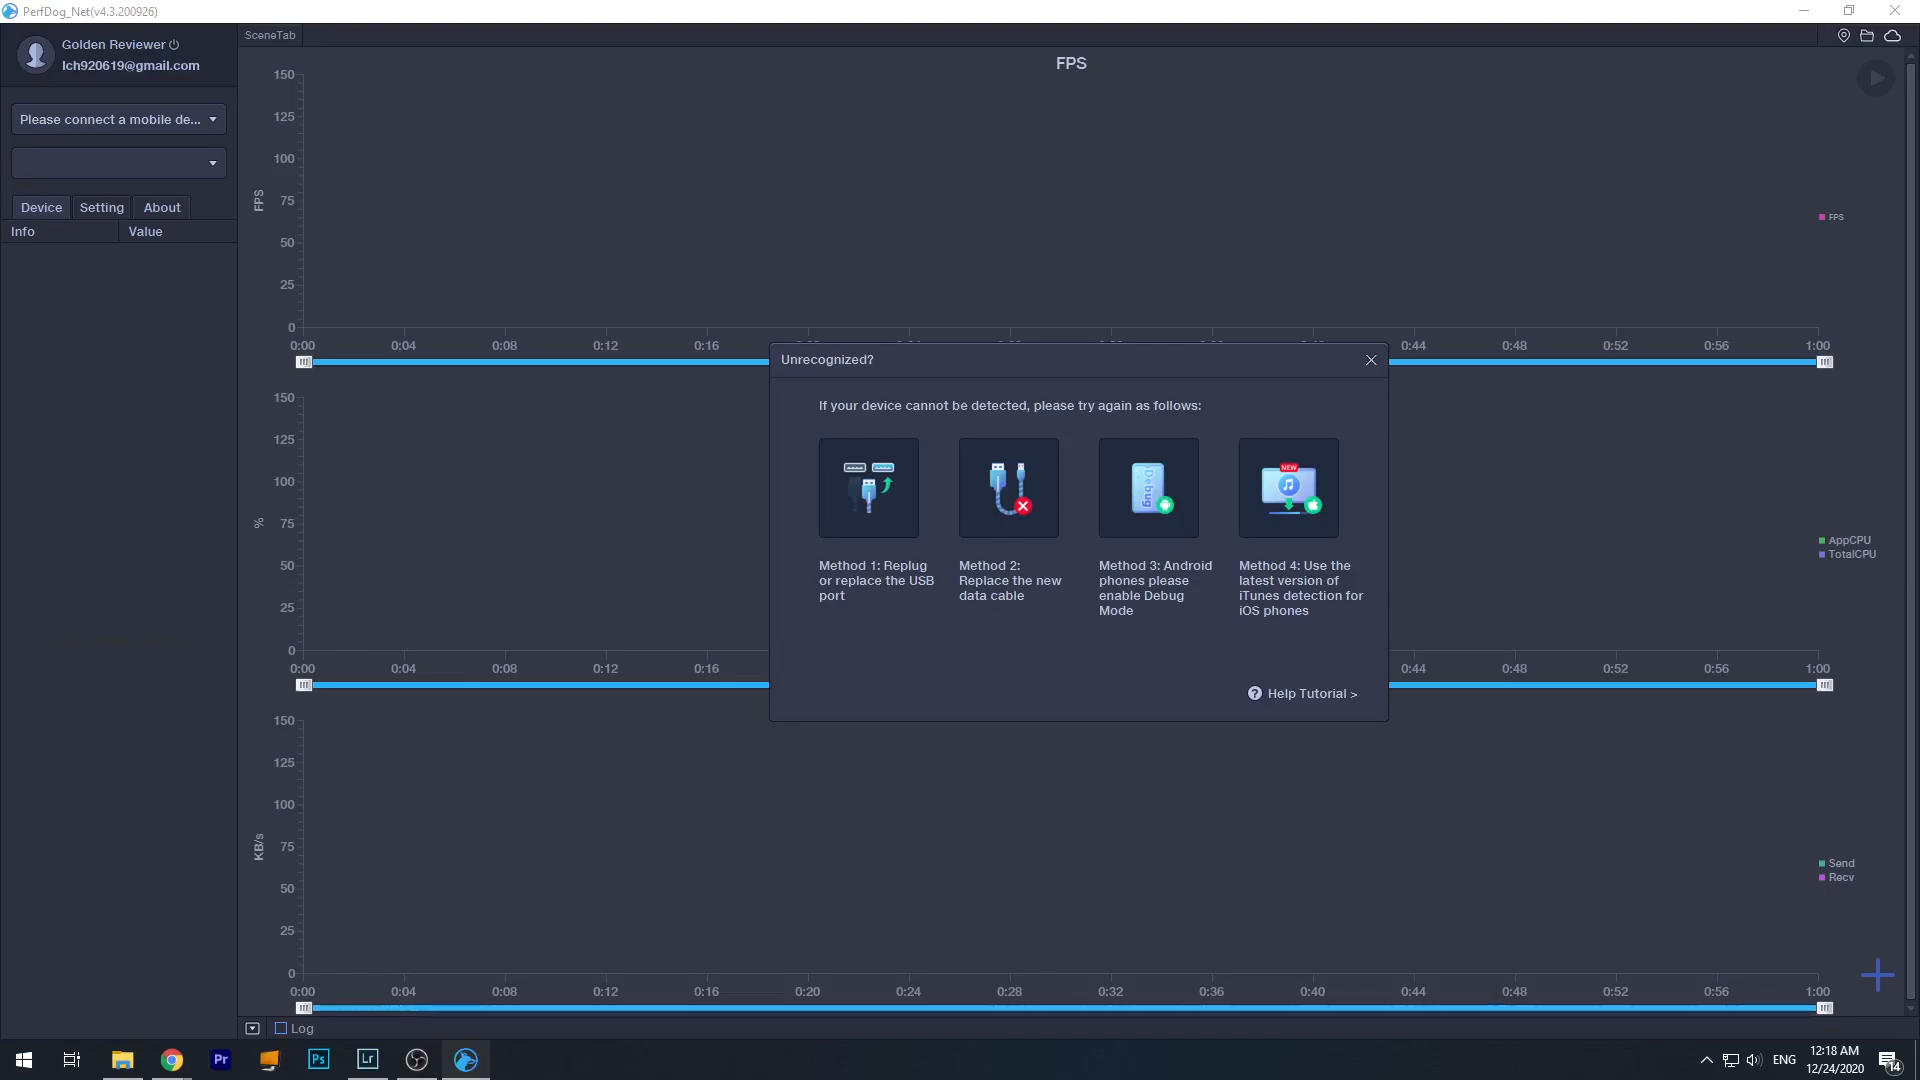 PerfDog_Net(v4.3.200926)
Golden Reviewer
lch920619@gmail.com
Please connect a mobile de...
Device Setting About
Info Value
SceneTab
FPS
150
125
100
75
50
25
0
FPS
FPS
0:00 0:04 0:08 0:12 0:16 0:44 0:48 0:52 0:56 1:00
Unrecognized?
If your device cannot be detected, please try again as follows:
Debug
NEW
Method 1: Replug
or replace the USB
port
Method 2:
Replace the new
data cable
Method 3: Android
phones please
enable Debug
Mode
Method 4: Use the
latest version of
iTunes detection for
iOS phones
Help Tutorial >
150
125
100
75
50
25
0
%
AppCPU
TotalCPU
0:00 0:04 0:08 0:12 0:16 0:44 0:48 0:52 0:56 1:00
150
125
100
75
50
25
0
KB/s
Send
Recv
0:00 0:04 0:08 0:12 0:16 0:20 0:24 0:28 0:32 0:36 0:40 0:44 0:48 0:52 0:56 1:00
Log
Pr Ps Lr
ENG
12:18 AM
12/24/2020
14